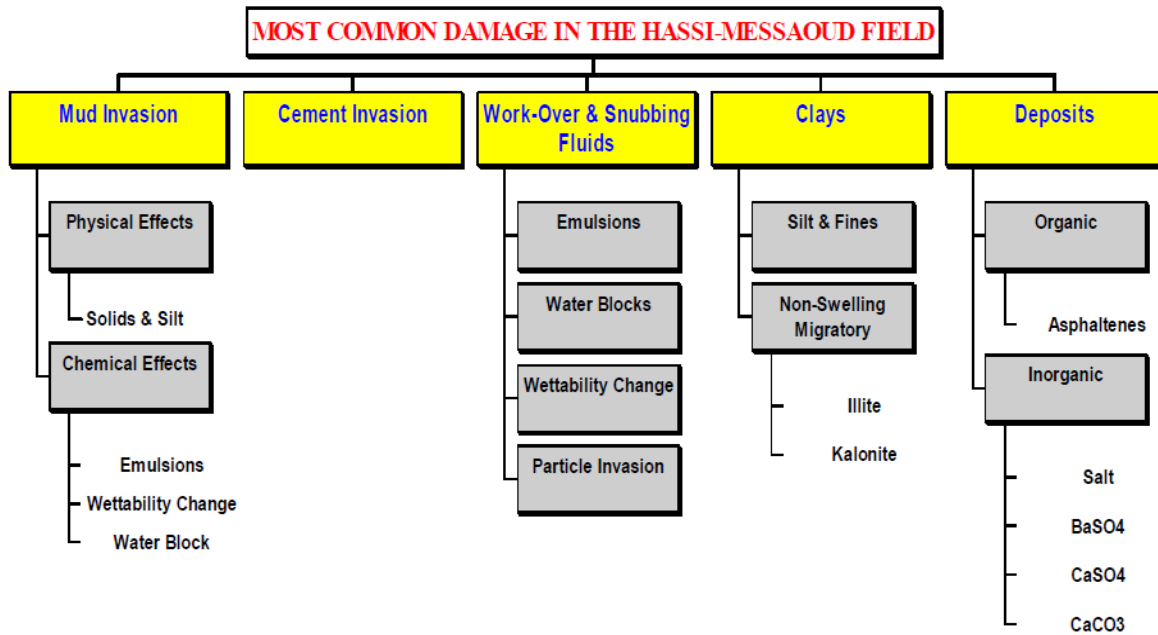 MOST COMMON DAMAGE IN THE HASSI-MESSAOUD FIELD
Mud Invasion
Physical Effects
Solids & Silt
Chemical Effects
Emulsions
Wettability Change
Water Block
Cement Invasion
Work-Over & Snubbing
Fluids
Emulsions
Water Blocks
Wettability Change
Particle Invasion
Clays
Silt & Fines
Non-Swelling
Migratory
Illite
Kalonite
Deposits
Organic
Asphaltenes
Inorganic
Salt
BaSO4
CaSO4
CaCO3